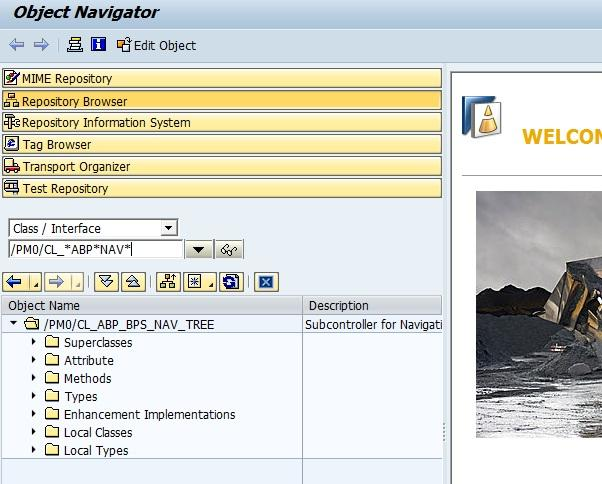 Object Navigator
Edit Object
MIME Repository
Repository Browser
Repository Information System
Tag Browser
Transport Organizer
Test Repository
WELCON
Class / Interface
/PM0/CL_*ABP*NAV*
Object Name Description
/PM0/CL_ABP_BPS_NAV_TREE Subcontroller for Navigati
Superclasses
Attribute
Methods
Types
Enhancement Implementations
Local Classes
Local Types